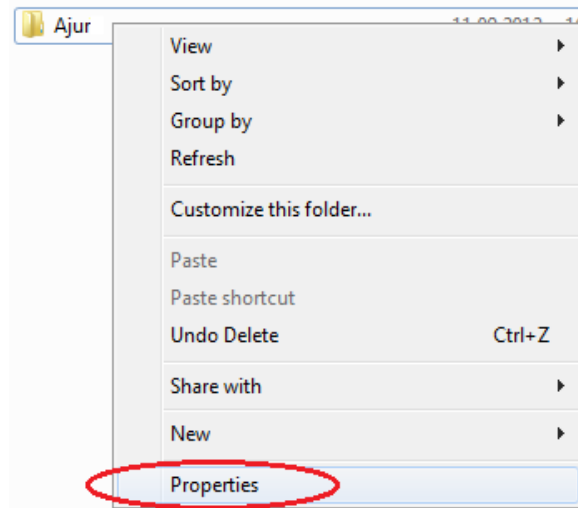 Ajur
View
Sort by
Group by
Refresh
Customize this folder...
Paste
Paste shortcut
Undo Delete Ctrl+Z
Share with
New
Properties